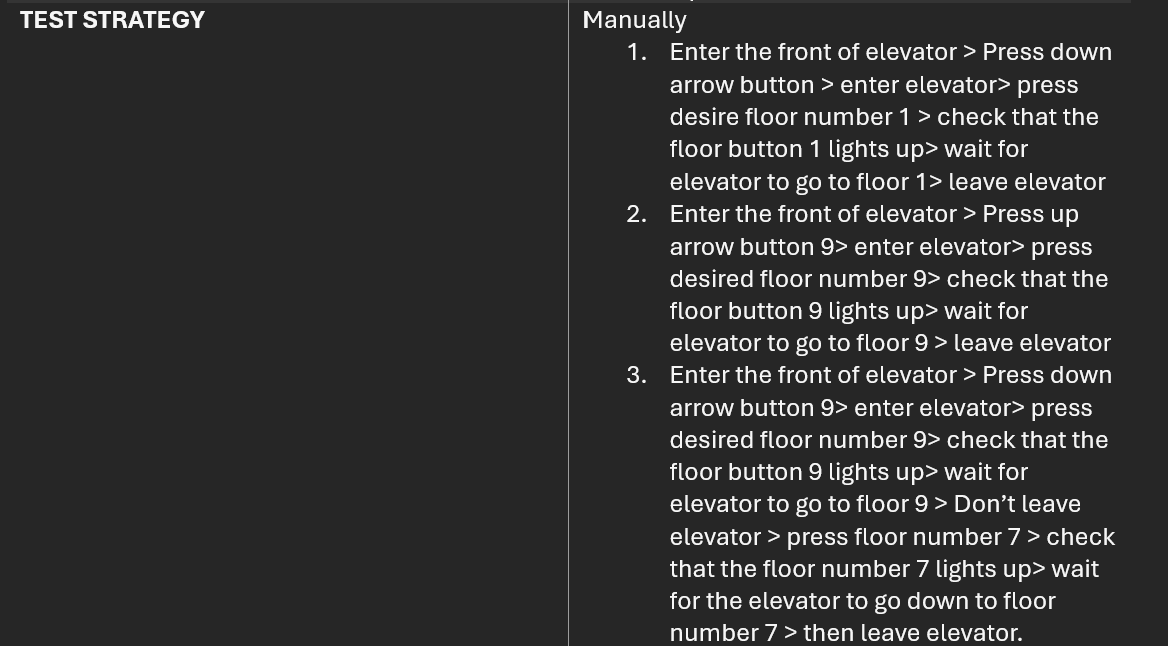 TEST STRATEGY
Manually
1. Enter the front of elevator > Press down
arrow button > enter elevator> press
desire floor number 1 > check that the
floor button 1 lights up> wait for
elevator to go to floor 1> leave elevator
2. Enter the front of elevator > Press up
arrow button 9> enter elevator> press
desired floor number 9> check that the
floor button 9 lights up> wait for
elevator to go to floor 9 > leave elevator
3. Enter the front of elevator > Press down
arrow button 9> enter elevator> press
desired floor number 9> check that the
floor button 9 lights up> wait for
elevator to go to floor 9 > Don’t leave
elevator > press floor number 7 > check
that the floor number 7 lights up> wait
for the elevator to go down to floor
number 7 > then leave elevator.